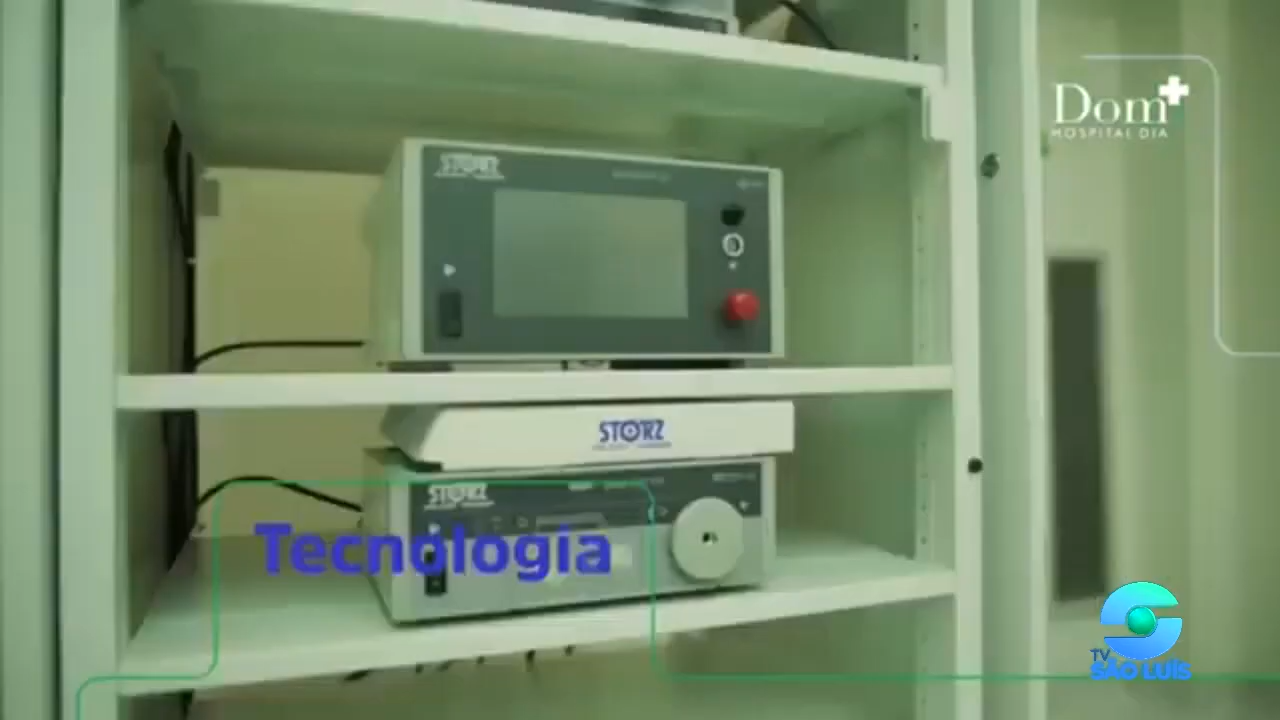 Dom
HOSPITAL DIA
STORZ
STORZ
STORZ
Tecnologia
TV
SÃO LUÍS